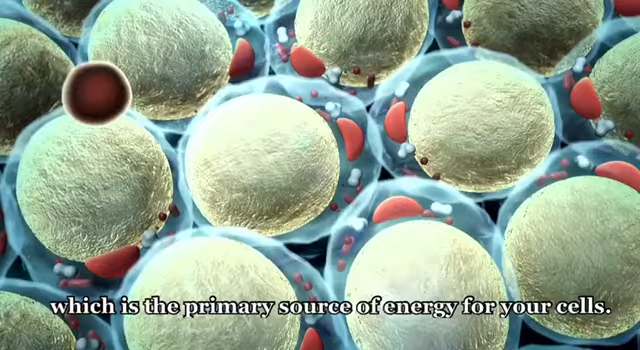 which is the primary source of energy for your cells.